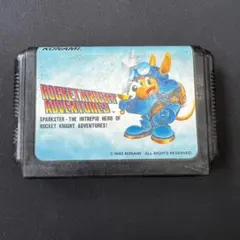 KONAMI
ROCKET KNIGHT
ADVENTURES
SPARKSTER - THE INTREPID HERO OF
ROCKET KNIGHT ADVENTURES!
© 1993 KONAMI ALL RIGHTS RESERVED.